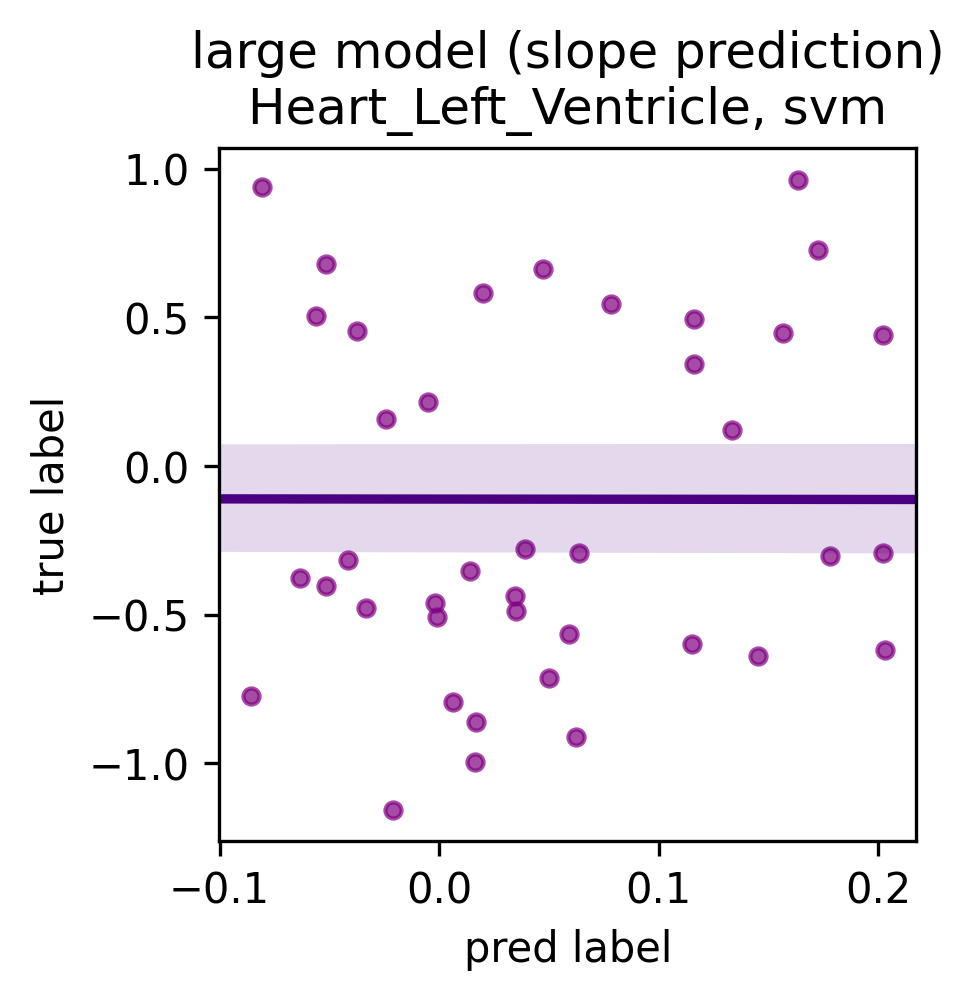 large model (slope prediction)
Heart_Left_Ventricle, svm
1.0
0.5
0.0
−0.5
−1.0
true label
−0.1
0.0
0.1
0.2
pred label